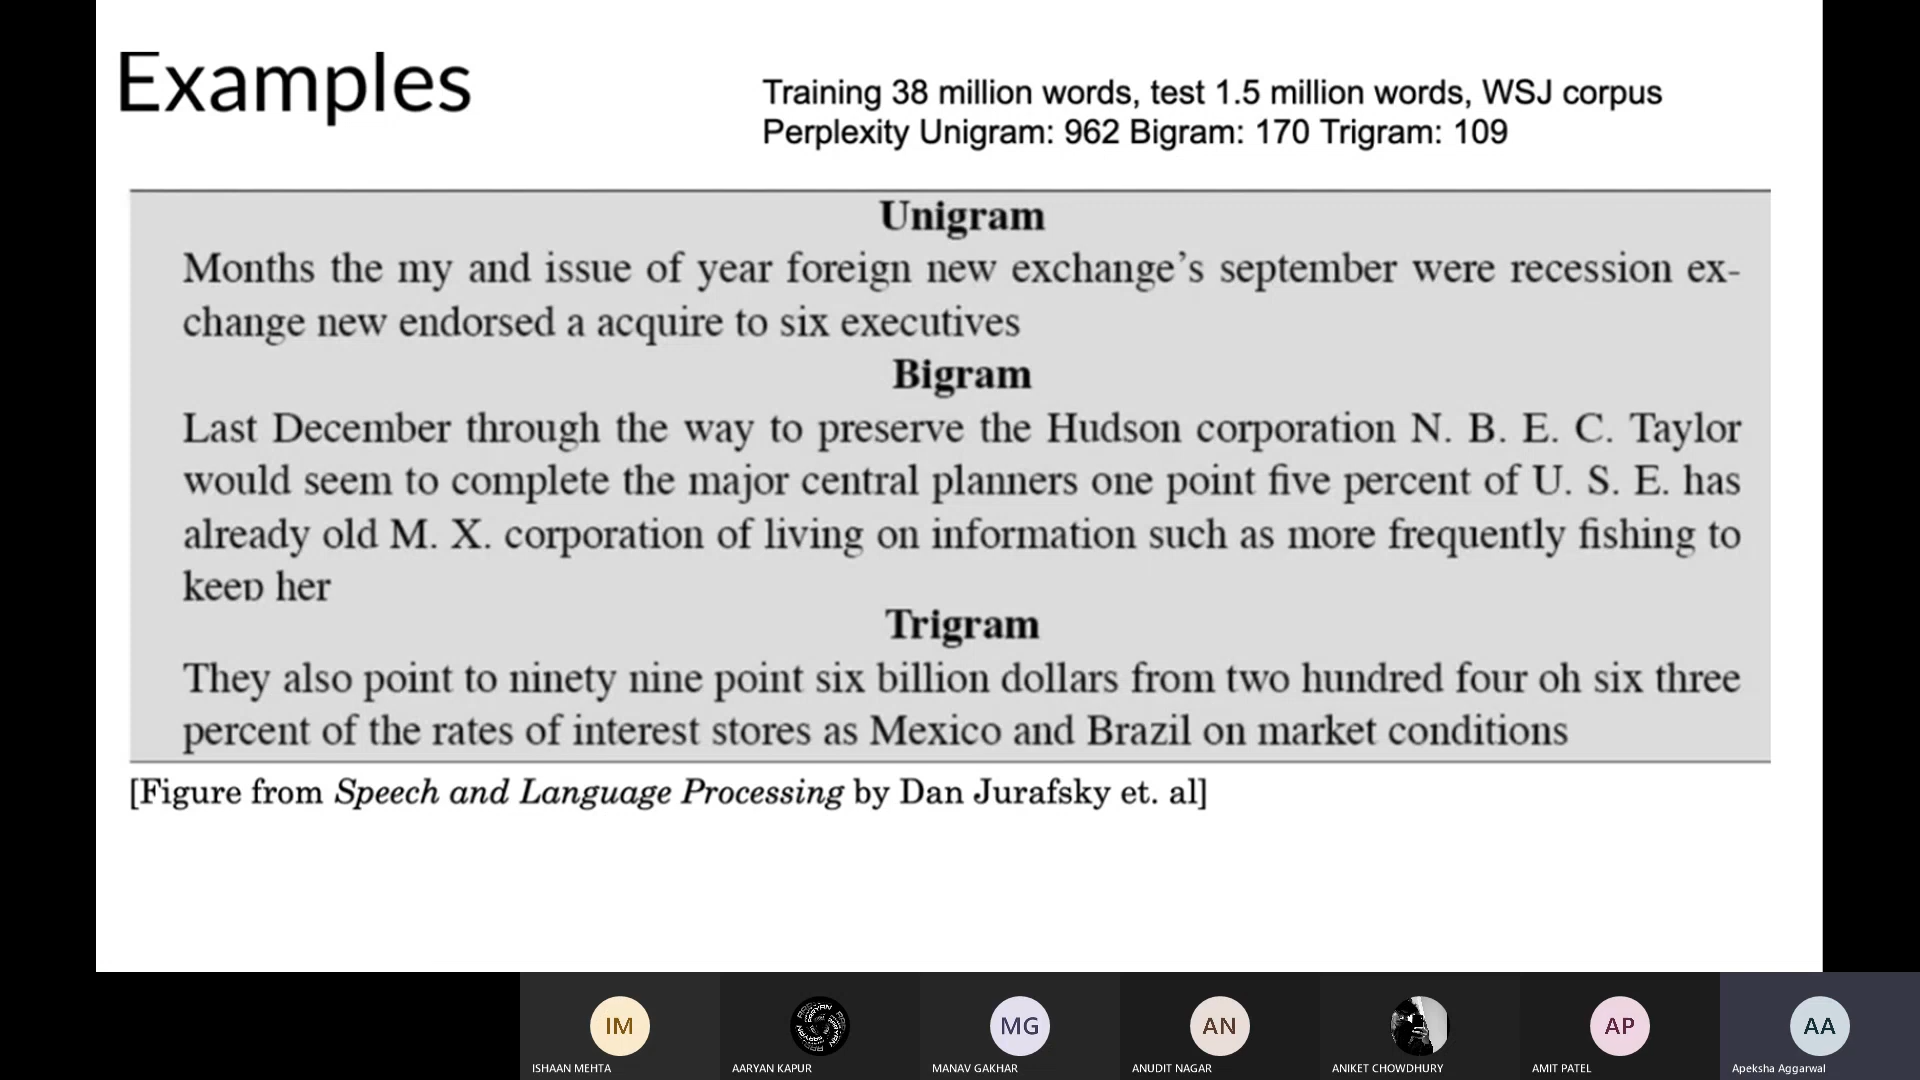 Examples
Training 38 million words, test 1.5 million words, WSJ corpus
Perplexity Unigram: 962 Bigram: 170 Trigram: 109
Unigram
Months the my and issue of year foreign new exchange's september were recession ex-
change new endorsed a acquire to six executives
Bigram
Last December through the way to preserve the Hudson corporation N. B. E. C. Taylor
would seem to complete the major central planners one point five percent of U. S. E. has
already old M. X. corporation of living on information such as more frequently fishing to
keep her
Trigram
They also point to ninety nine point six billion dollars from two hundred four oh six three
percent of the rates of interest stores as Mexico and Brazil on market conditions
[Figure from Speech and Language Processing by Dan Jurafsky et. al]
IM
MG
AN
AP
AA
ISHAAN MEHTA
AARYAN KAPUR
MANAV GAKHAR
ANUDIT NAGAR
ANIKET CHOWDHURY
AMIT PATEL
Apeksha Aggarwal